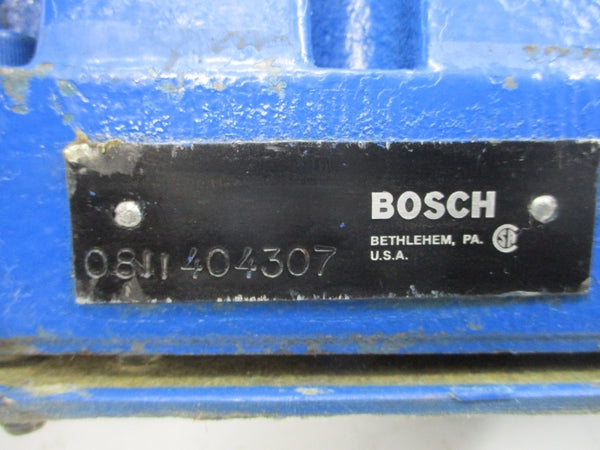 BOSCH
BETHLEHEM, PA.
U.S.A.
0811404307